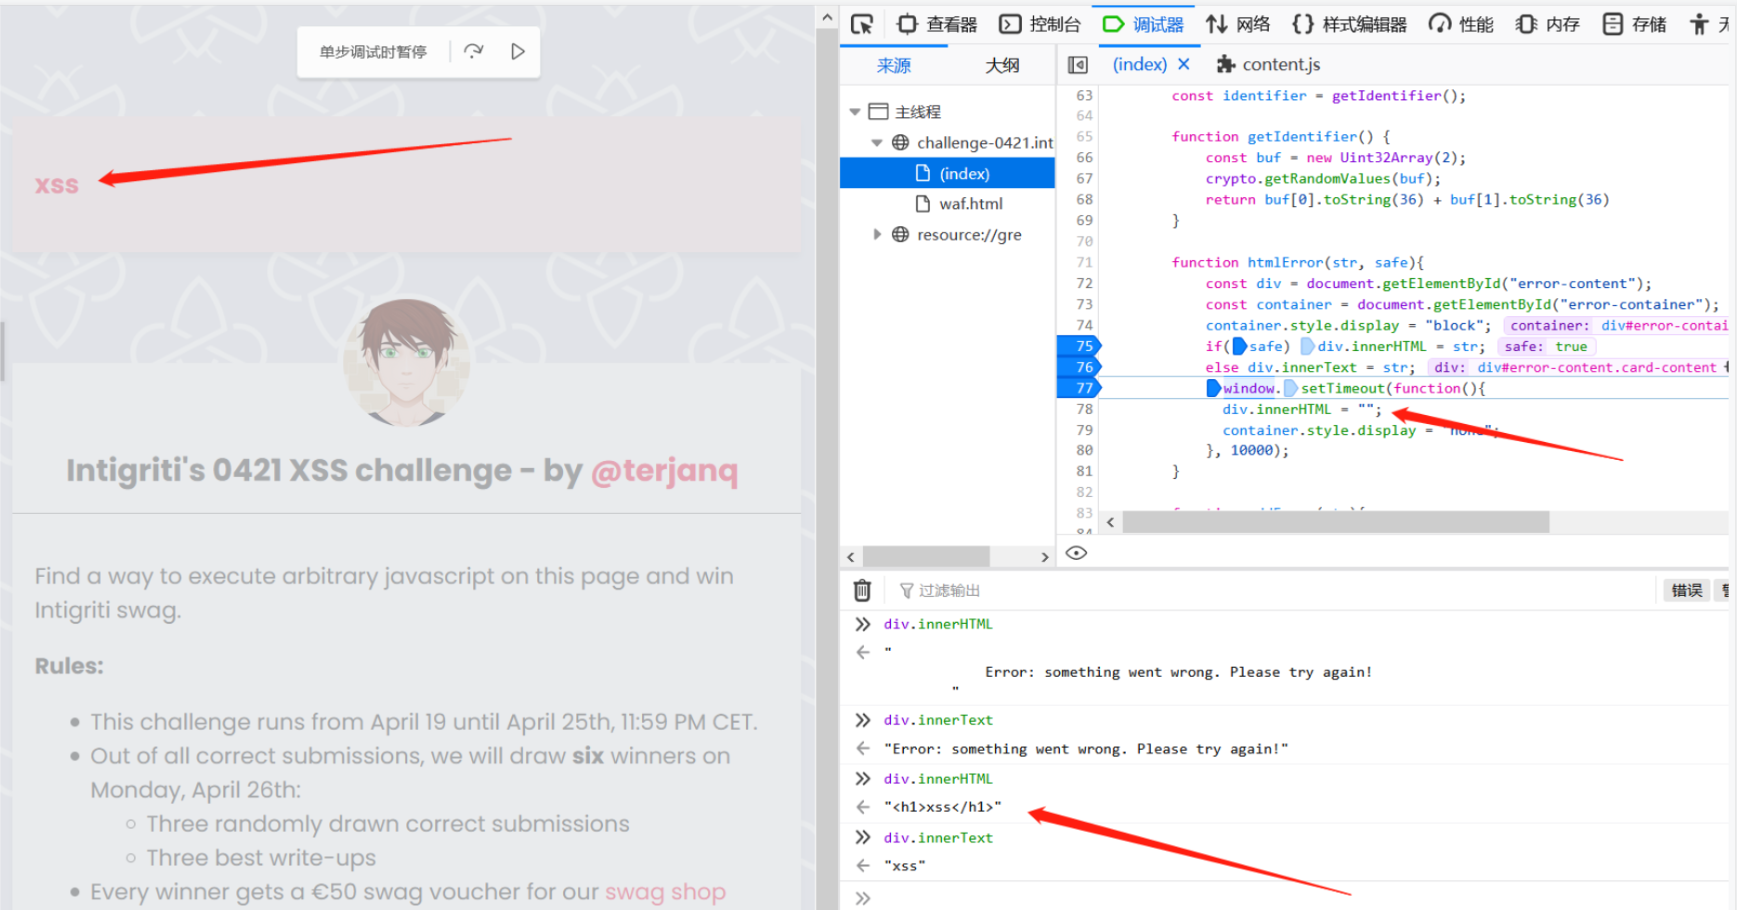 单步调试时暂停
xss
Intigriti's 0421 XSS challenge - by @terjanq
Find a way to execute arbitrary javascript on this page and win
Intigriti swag.
Rules:
This challenge runs from April 19 until April 25th, 11:59 PM CET.
Out of all correct submissions, we will draw six winners on
Monday, April 26th:
Three randomly drawn correct submissions
Three best write-ups
Every winner gets a €50 swag voucher for our swag shop
查看器 控制台 调试器 网络 样式编辑器 性能 内存 存储
来源 大纲
主线程
challenge-0421.int
(index)
waf.html
resource://gre
(index) content.js
63 const identifier = getIdentifier();
64
65 function getIdentifier() {
66 const buf = new Uint32Array(2);
67 crypto.getRandomValues(buf);
68 return buf[0].toString(36) + buf[1].toString(36)
69 }
70
71 function htmlError(str, safe){
72 const div = document.getElementById("error-content");
73 const container = document.getElementById("error-container");
74 container.style.display = "block"; container: div#error-contai
75 if(safe) div.innerHTML = str; safe: true
76 else div.innerText = str; div: div#error-content.card-content
77 window.setTimeout(function(){
78 div.innerHTML = "";
79 container.style.display = "none";
80 }, 10000);
81 }
82
83
84
过滤输出
错误
div.innerHTML
"
Error: something went wrong. Please try again!
"
div.innerText
"Error: something went wrong. Please try again!"
div.innerHTML
"<h1>xss</h1>"
div.innerText
"xss"